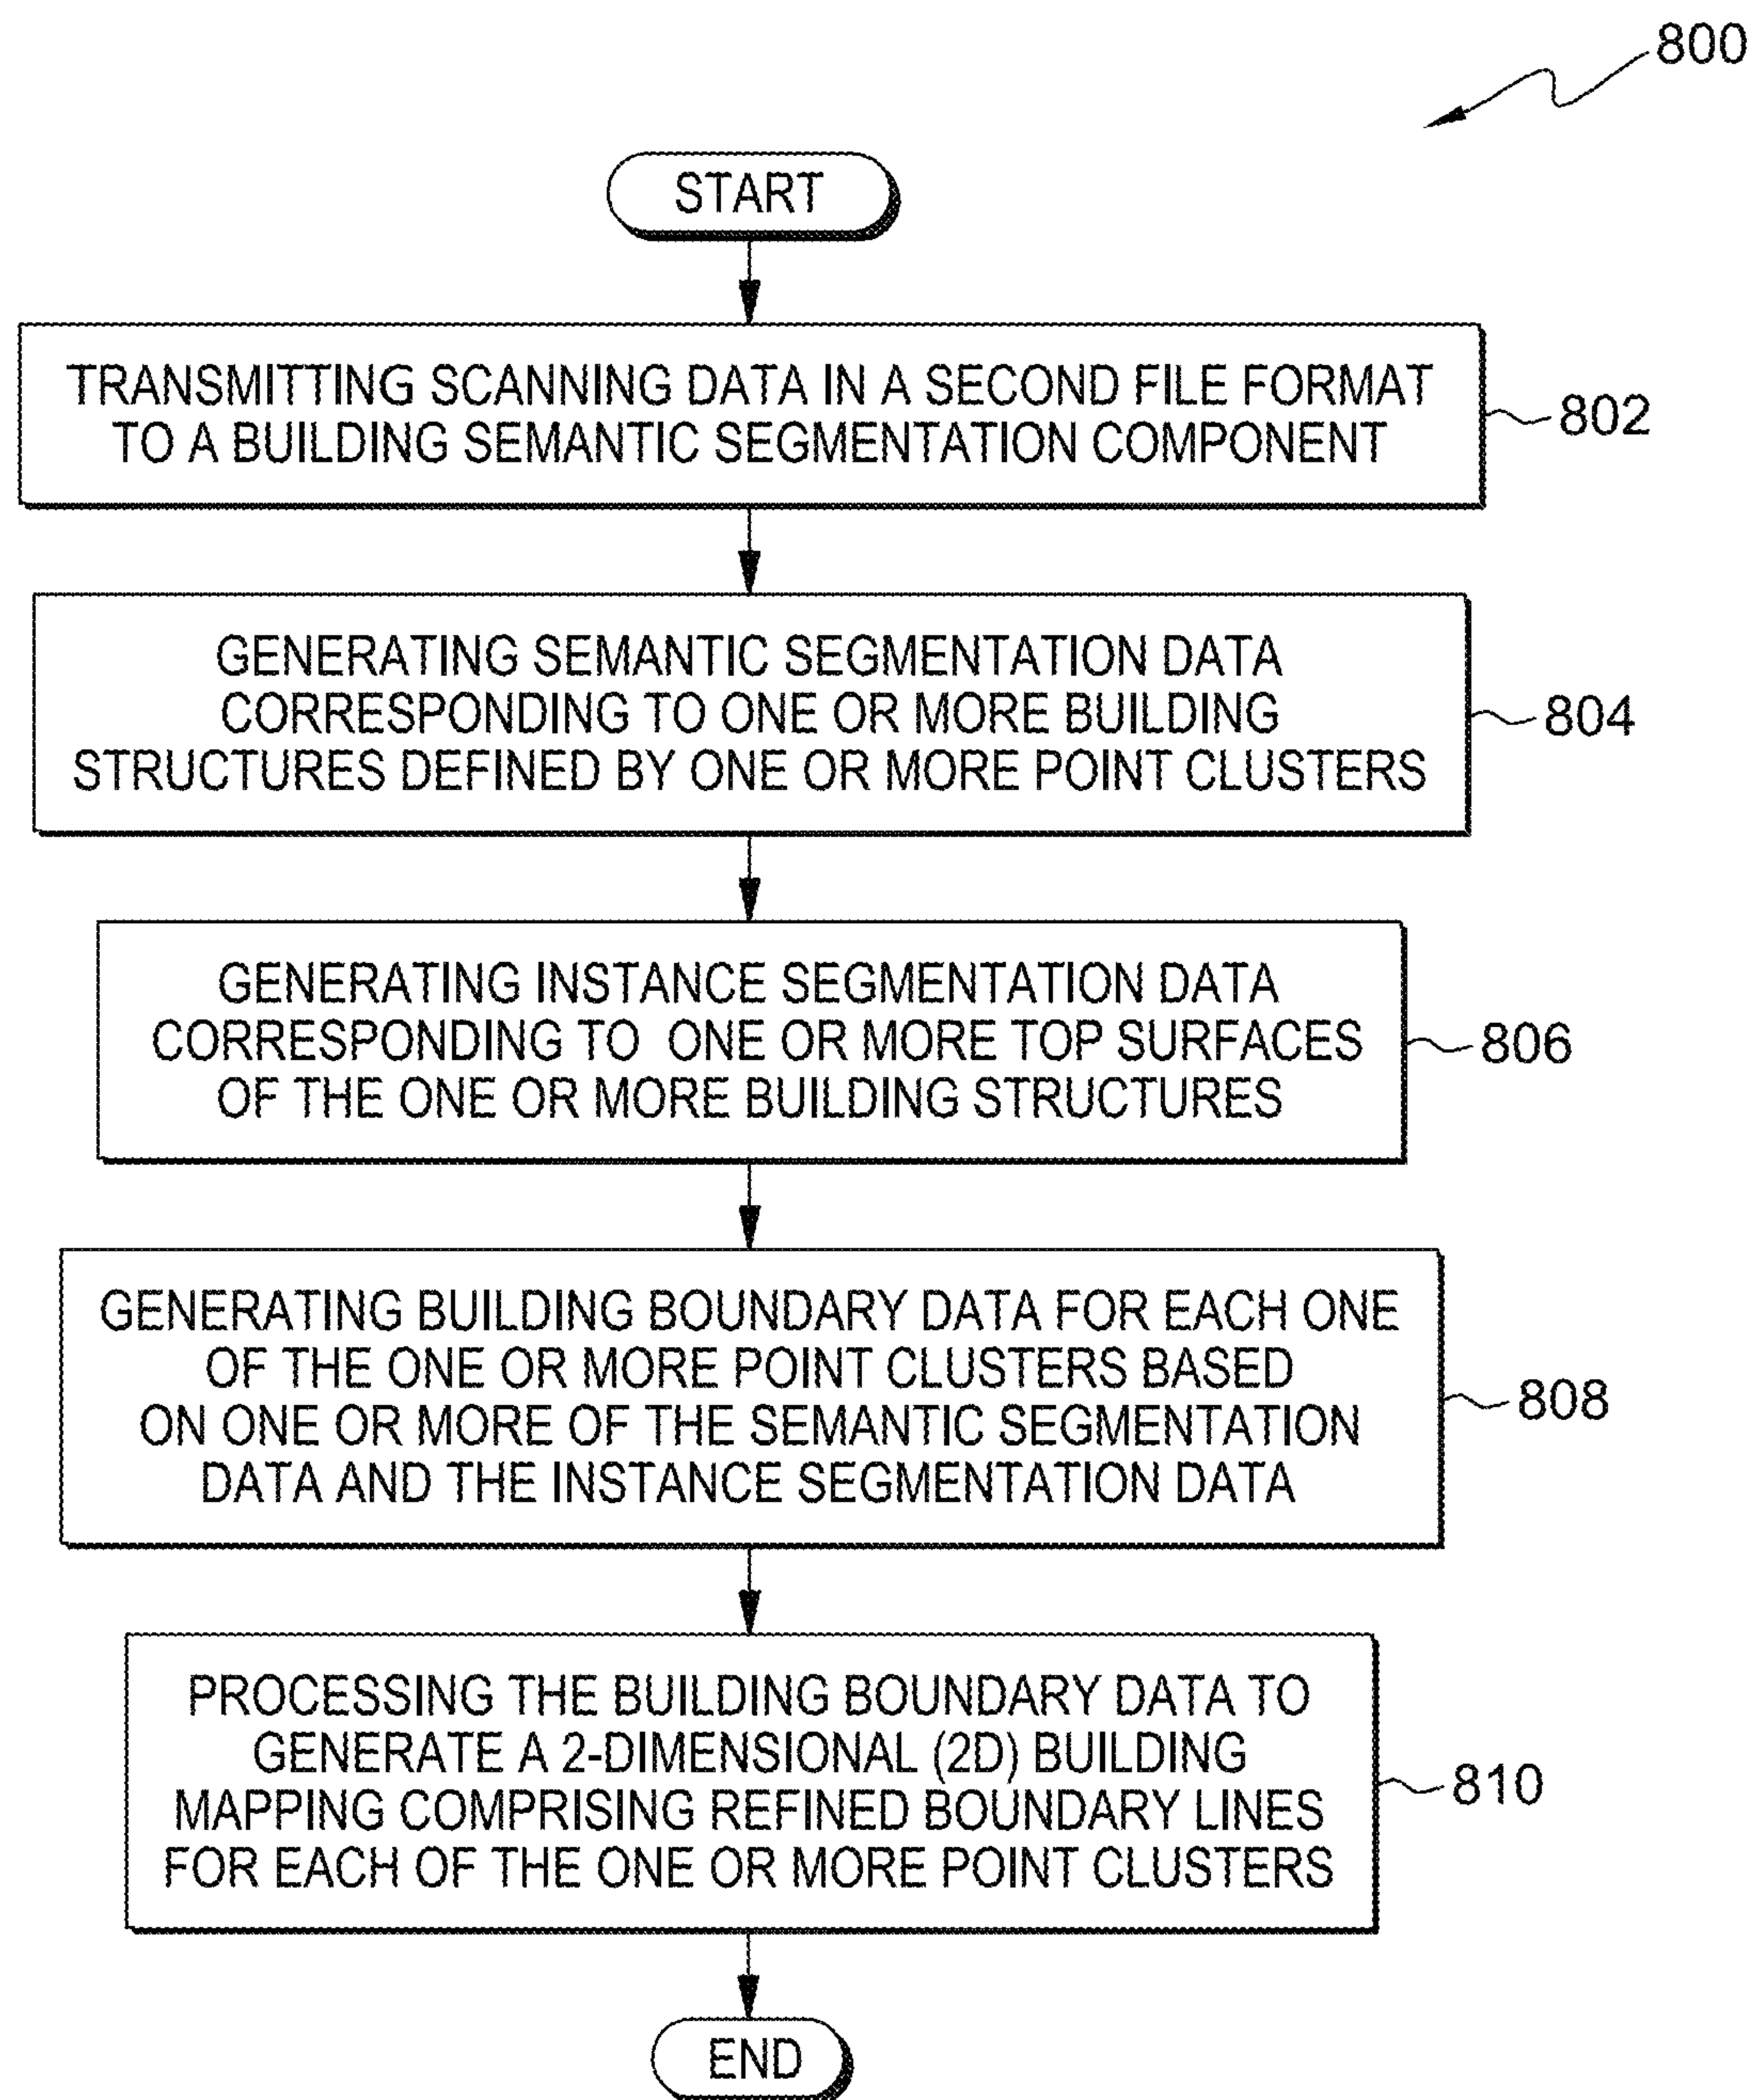 800
START
TRANSMITTING SCANNING DATA IN A SECOND FILE FORMAT
TO A BUILDING SEMANTIC SEGMENTATION COMPONENT
802
GENERATING SEMANTIC SEGMENTATION DATA
CORRESPONDING TO ONE OR MORE BUILDING
STRUCTURES DEFINED BY ONE OR MORE POINT CLUSTERS
804
GENERATING INSTANCE SEGMENTATION DATA
CORRESPONDING TO ONE OR MORE TOP SURFACES
OF THE ONE OR MORE BUILDING STRUCTURES
806
GENERATING BUILDING BOUNDARY DATA FOR EACH ONE
OF THE ONE OR MORE POINT CLUSTERS BASED
ON ONE OR MORE OF THE SEMANTIC SEGMENTATION
DATA AND THE INSTANCE SEGMENTATION DATA
808
PROCESSING THE BUILDING BOUNDARY DATA TO
GENERATE A 2-DIMENSIONAL (2D) BUILDING
MAPPING COMPRISING REFINED BOUNDARY LINES
FOR EACH OF THE ONE OR MORE POINT CLUSTERS
810
END